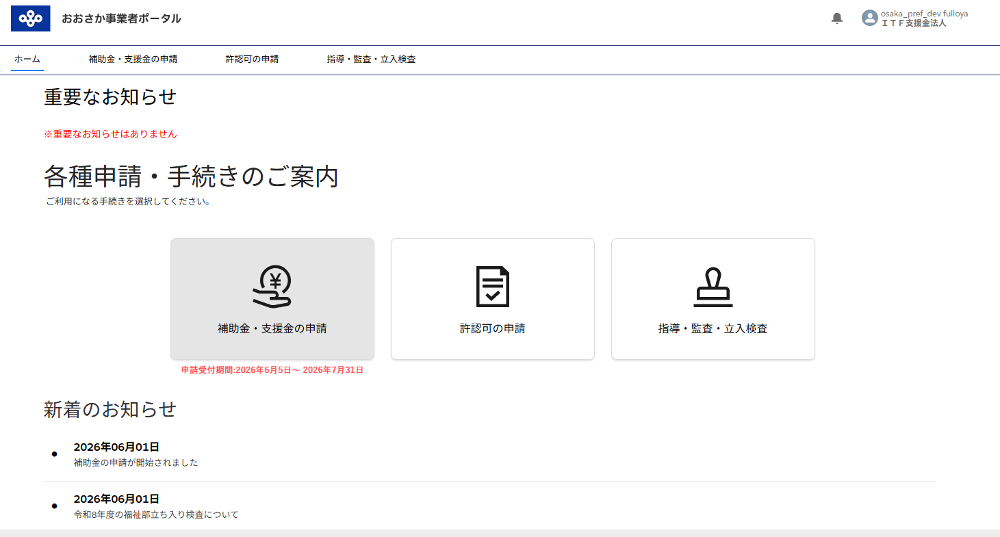 おおさか事業者ポータル
osaka_pref_dev fulloya
ＩＴＦ支援金法人
ホーム
補助金・支援金の申請
許認可の申請
指導・監査・立入検査
重要なお知らせ
※重要なお知らせはありません
各種申請・手続きのご案内
ご利用になる手続きを選択してください。
¥
補助金・支援金の申請
許認可の申請
指導・監査・立入検査
申請受付期間:2026年6月5日～ 2026年7月31日
新着のお知らせ
2026年06月01日
補助金の申請が開始されました
2026年06月01日
令和8年度の福祉部立ち入り検査について